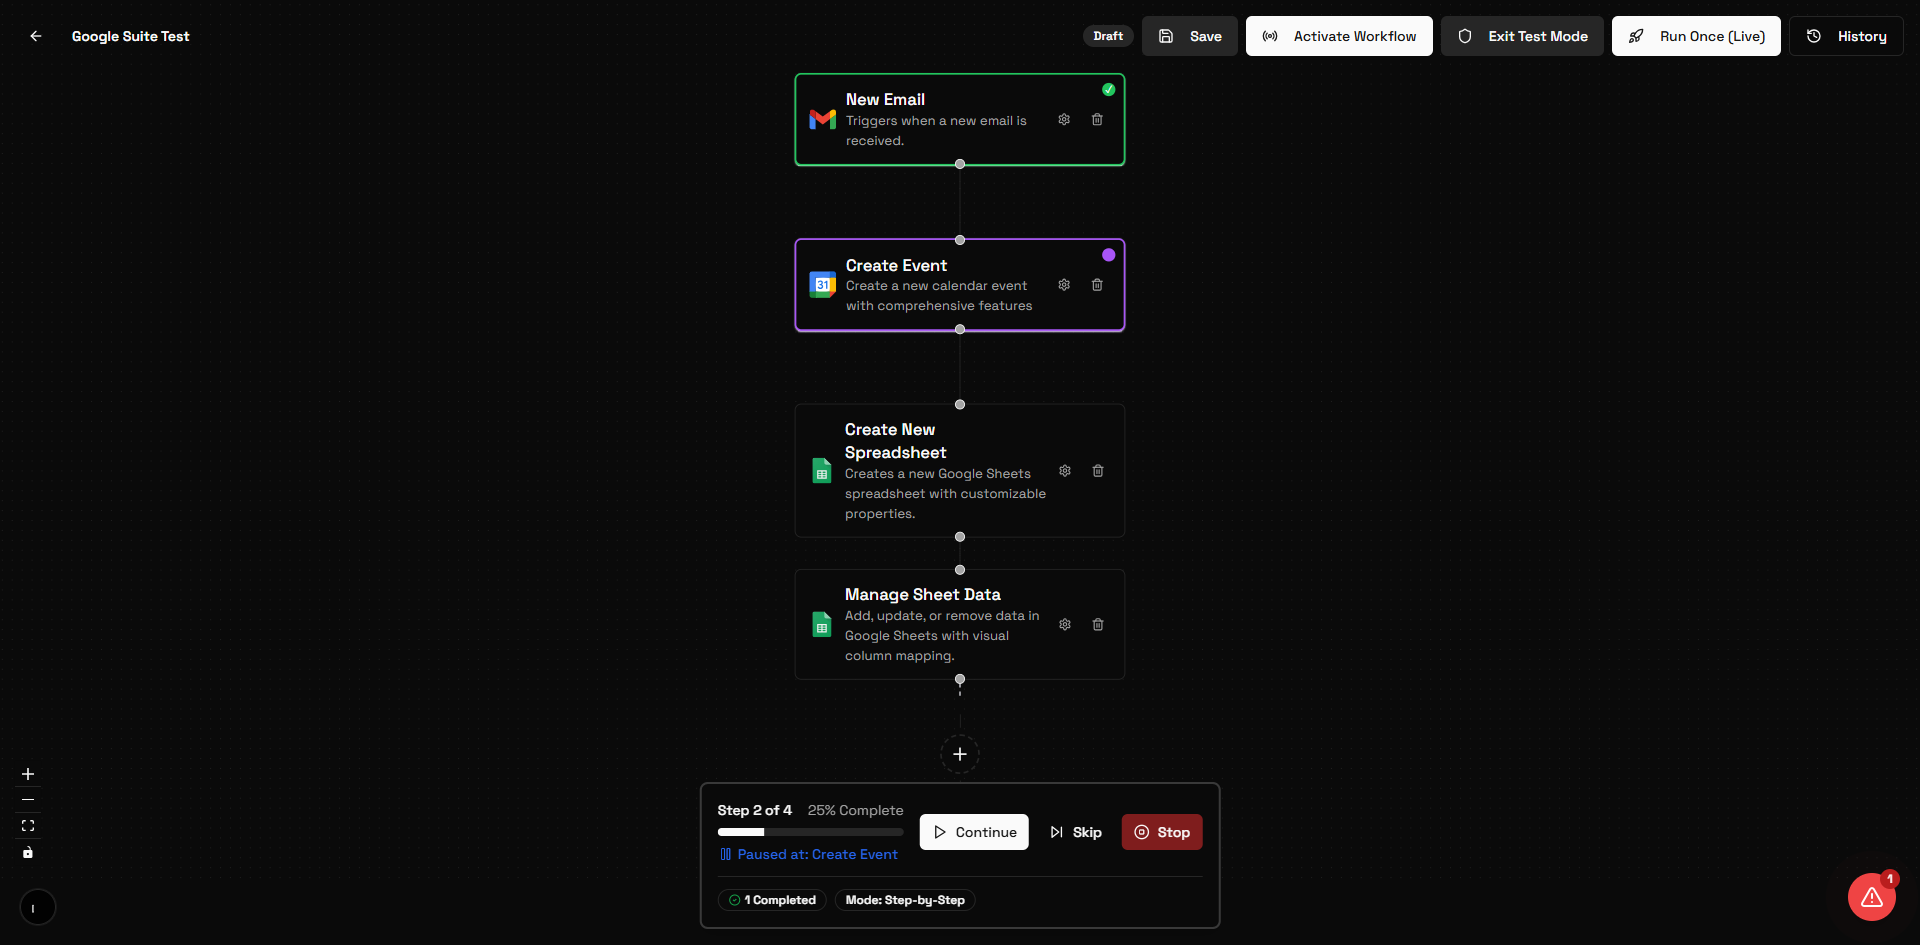 Google Suite Test
Draft
Save
Activate Workflow
Exit Test Mode
Run Once (Live)
History
New Email
Triggers when a new email is
received.
31
Create Event
Create a new calendar event
with comprehensive features
Create New
Spreadsheet
Creates a new Google Sheets
spreadsheet with customizable
properties.
Manage Sheet Data
Add, update, or remove data in
Google Sheets with visual
column mapping.
Step 2 of 4 25% Complete
Paused at: Create Event
Continue
Skip
Stop
1 Completed
Mode: Step-by-Step
1